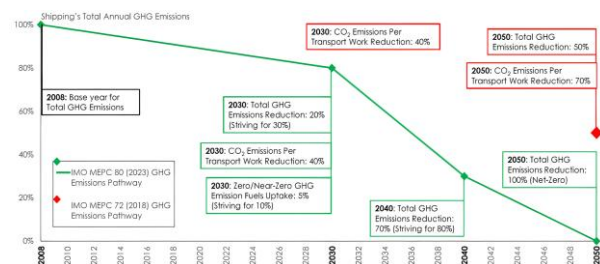 Shipping's Total Annual GHG Emissions
100%
80%
60%
40%
20%
0%
2008: Base year for
Total GHG Emissions
2030: CO₂ Emissions Per
Transport Work Reduction: 40%
2050: Total GHG
Emissions Reduction: 50%
2050: CO₂ Emissions Per
Transport Work Reduction: 70%
2030: Total GHG
Emissions Reduction: 20%
(Striving for 30%)
2030: CO₂ Emissions Per
Transport Work Reduction: 40%
2030: Zero/Near-Zero GHG
Emission Fuels Uptake: 5%
(Striving for 10%)
2040: Total GHG
Emissions Reduction:
70% (Striving for 80%)
2050: Total GHG
Emissions Reduction:
100% (Net-Zero)
IMO MEPC 80 (2023) GHG
Emissions Pathway
IMO MEPC 72 (2018) GHG
Emissions Pathway
2008
2010
2012
2014
2016
2018
2020
2022
2024
2026
2028
2030
2032
2034
2036
2038
2040
2042
2044
2046
2048
2050